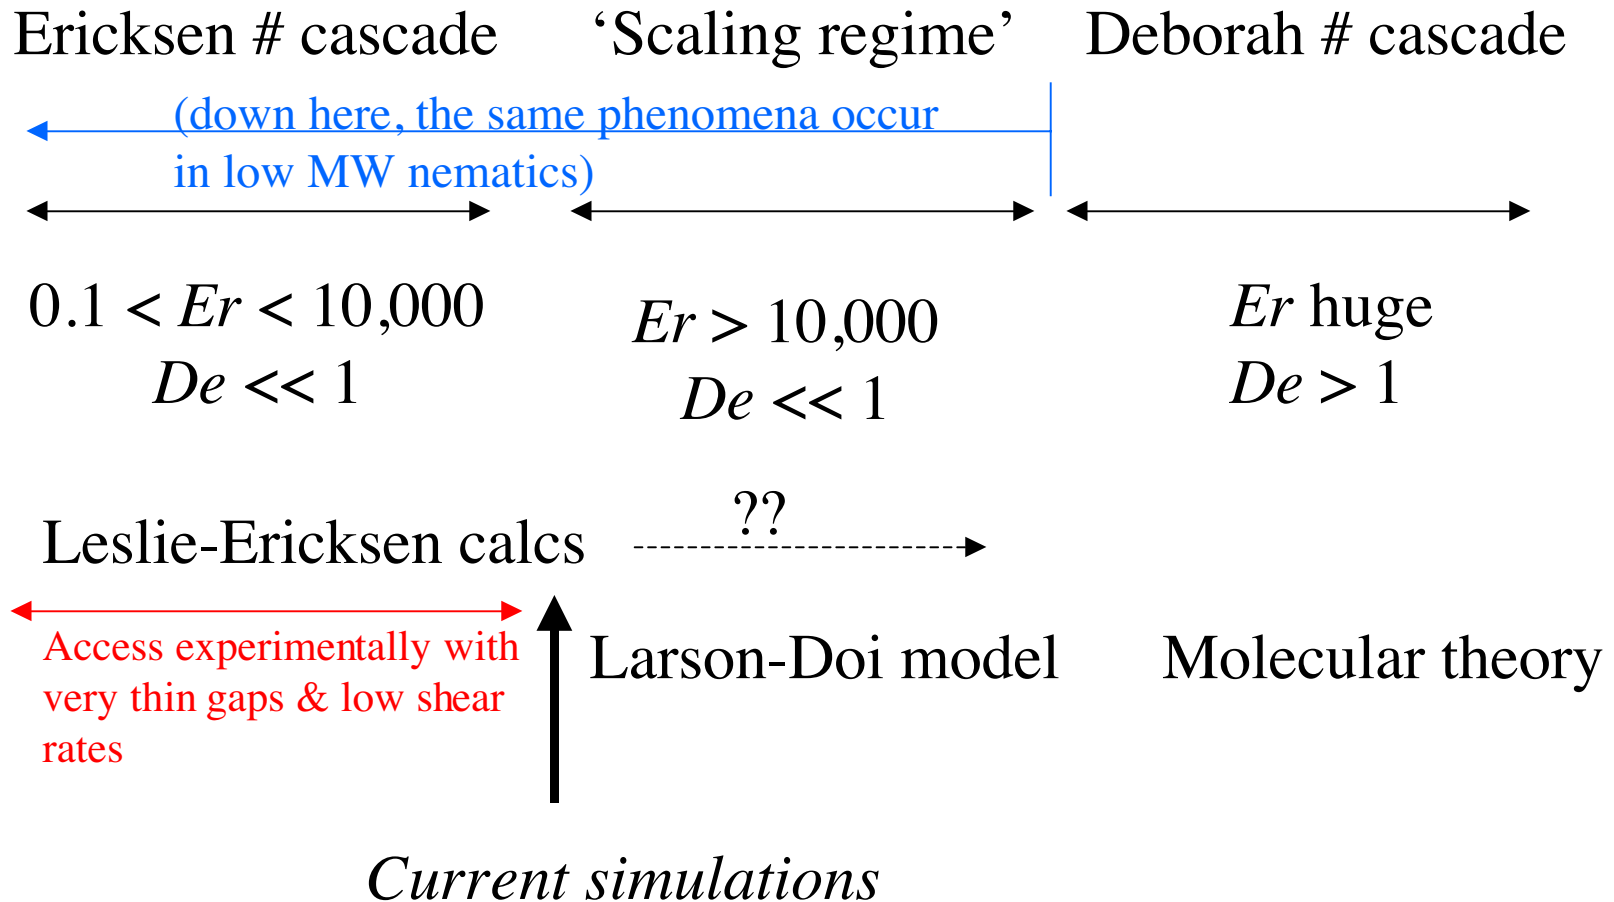 Ericksen # cascade
‘Scaling regime’
Deborah # cascade
(down here, the same phenomena occur
in low MW nematics)
0.1 < Er < 10,000
De << 1
Er > 10,000
De << 1
Er huge
De > 1
Leslie-Ericksen calcs
??
Access experimentally with
very thin gaps & low shear
rates
Larson-Doi model
Molecular theory
Current simulations